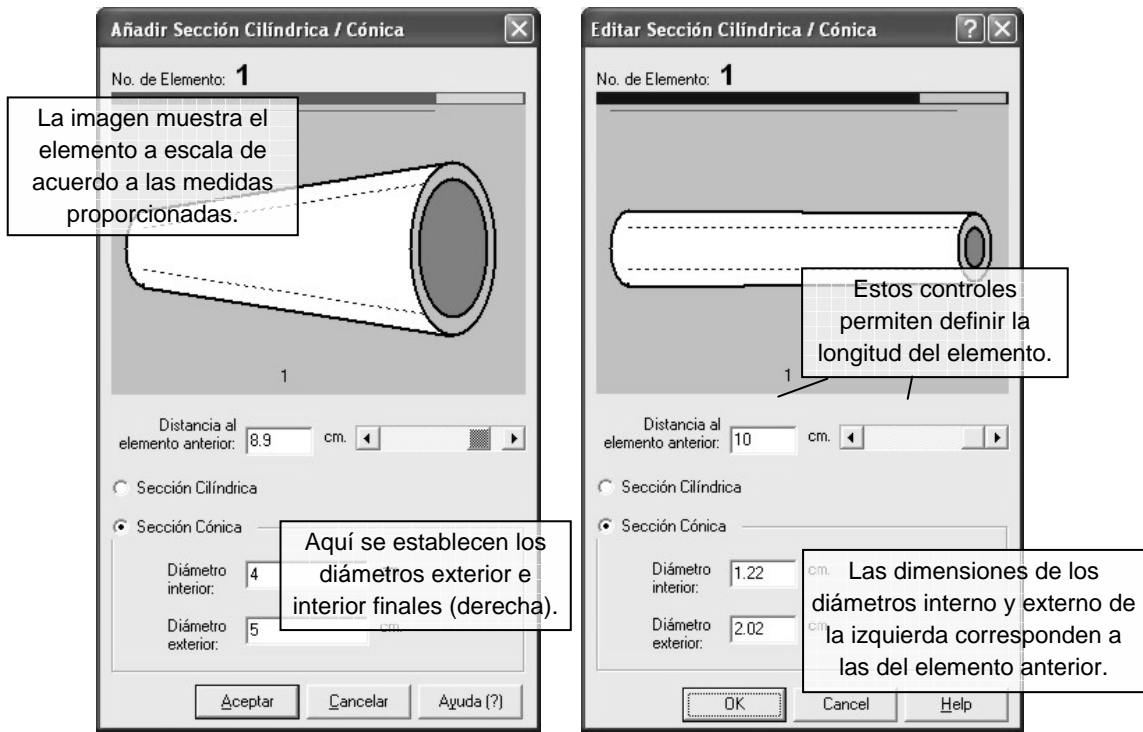 Añadir Sección Cilíndrica / Cónica
No. de Elemento: 1
La imagen muestra el
elemento a escala de
acuerdo a las medidas
proporcionadas.
1
Distancia al
elemento anterior: 8.9 cm.
Sección Cilíndrica
Sección Cónica
Aquí se establecen los
diámetros exterior e
interior finales (derecha).
Diámetro
interior: 4 cm.
Diámetro
exterior: 5 cm.
Aceptar Cancelar Ayuda (?)
Editar Sección Cilíndrica / Cónica
No. de Elemento: 1
Estos controles
permiten definir la
longitud del elemento.
1
Distancia al
elemento anterior: 10 cm.
Sección Cilíndrica
Sección Cónica
Diámetro
interior: 1.22 cm.
Diámetro
exterior: 2.02 cm.
Las dimensiones de los
diámetros interno y externo de
la izquierda corresponden a
las del elemento anterior.
OK Cancel Help